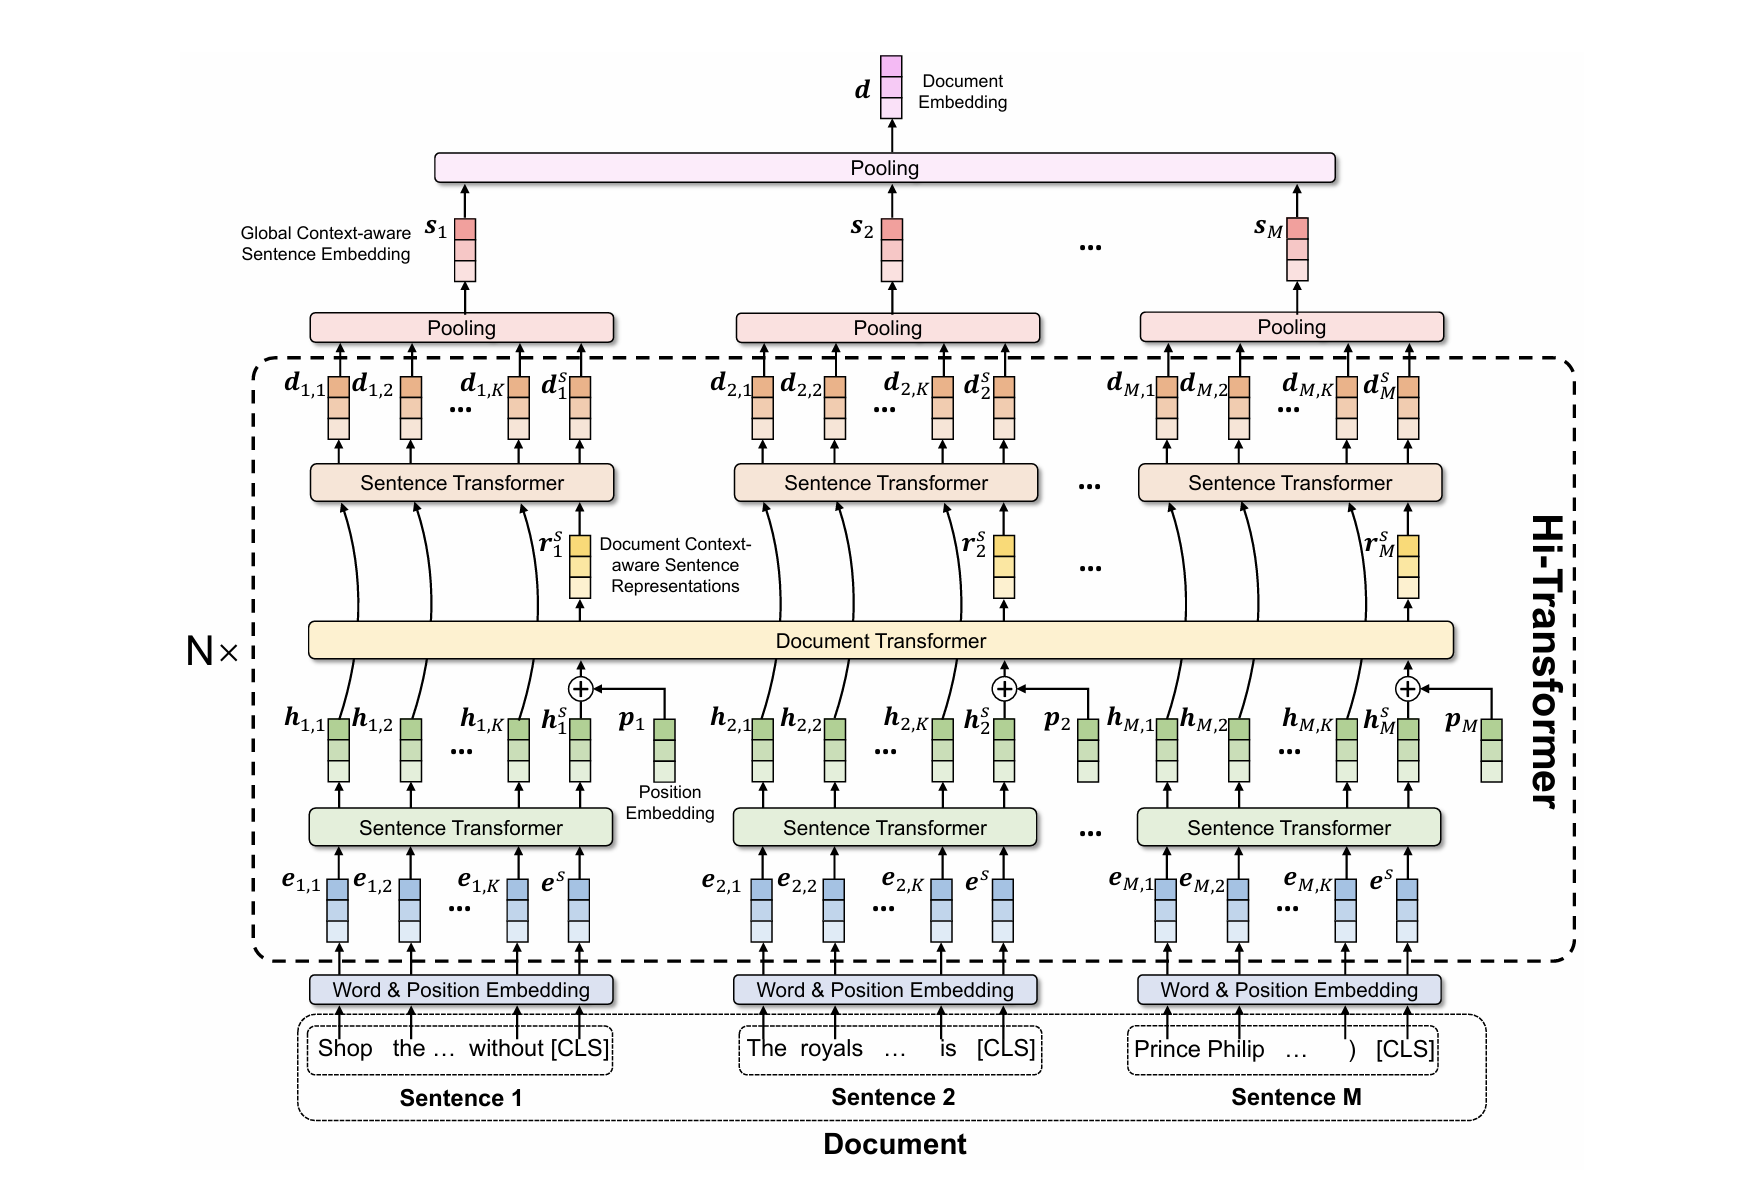 d
Document
Embedding
Pooling
Global Context-aware
Sentence Embedding
s_1
s_2
...
s_M
Pooling
Pooling
Pooling
d_{1,1} d_{1,2} ... d_{1,K} d_1^s
d_{2,1} d_{2,2} ... d_{2,K} d_2^s
d_{M,1} d_{M,2} ... d_{M,K} d_M^s
Sentence Transformer
Sentence Transformer
...
Sentence Transformer
r_1^s
Document Context-
aware Sentence
Representations
r_2^s
...
r_M^s
Hi-Transformer
N×
Document Transformer
+
+
+
h_{1,1} h_{1,2} ... h_{1,K} h_1^s p_1
h_{2,1} h_{2,2} ... h_{2,K} h_2^s p_2
h_{M,1} h_{M,2} ... h_{M,K} h_M^s p_M
Position
Embedding
Sentence Transformer
Sentence Transformer
...
Sentence Transformer
e_{1,1} e_{1,2} ... e_{1,K} e^s
e_{2,1} e_{2,2} ... e_{2,K} e^s
e_{M,1} e_{M,2} ... e_{M,K} e^s
Word & Position Embedding
Word & Position Embedding
Word & Position Embedding
Shop the ... without [CLS]
The royals ... is [CLS]
Prince Philip ... ) [CLS]
Sentence 1
Sentence 2
Sentence M
Document